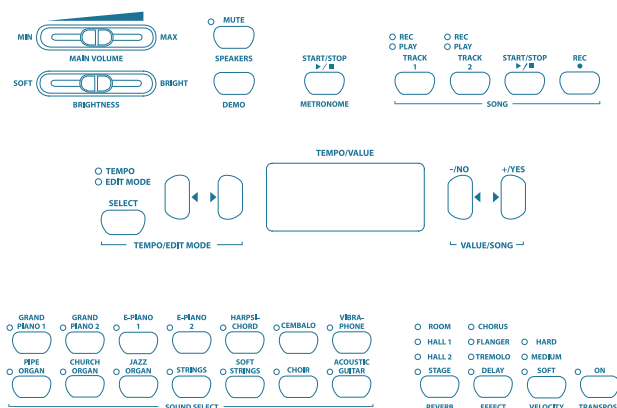 MIN MAX
MAIN VOLUME
SOFT BRIGHT
BRIGHTNESS
MUTE
SPEAKERS
DEMO
START/STOP
METRONOME
REC REC
PLAY PLAY
TRACK TRACK START/STOP REC
1 2
SONG
TEMPO/VALUE
TEMPO
EDIT MODE
SELECT
TEMPO/EDIT MODE
-/NO +/YES
VALUE/SONG
GRAND GRAND E-PIANO E-PIANO HARPSI- VIBRA-
PIANO 1 PIANO 2 1 2 CHORD CEMBALO PHONE
PIPE CHURCH JAZZ SOFT ACOUSTIC
ORGAN ORGAN ORGAN STRINGS STRINGS CHOIR GUITAR
SOUND SELECT
ROOM CHORUS
HALL 1 FLANGER HARD
HALL 2 TREMOLO MEDIUM
STAGE DELAY SOFT ON
REVERB EFFECT VELOCITY TRANSPOS